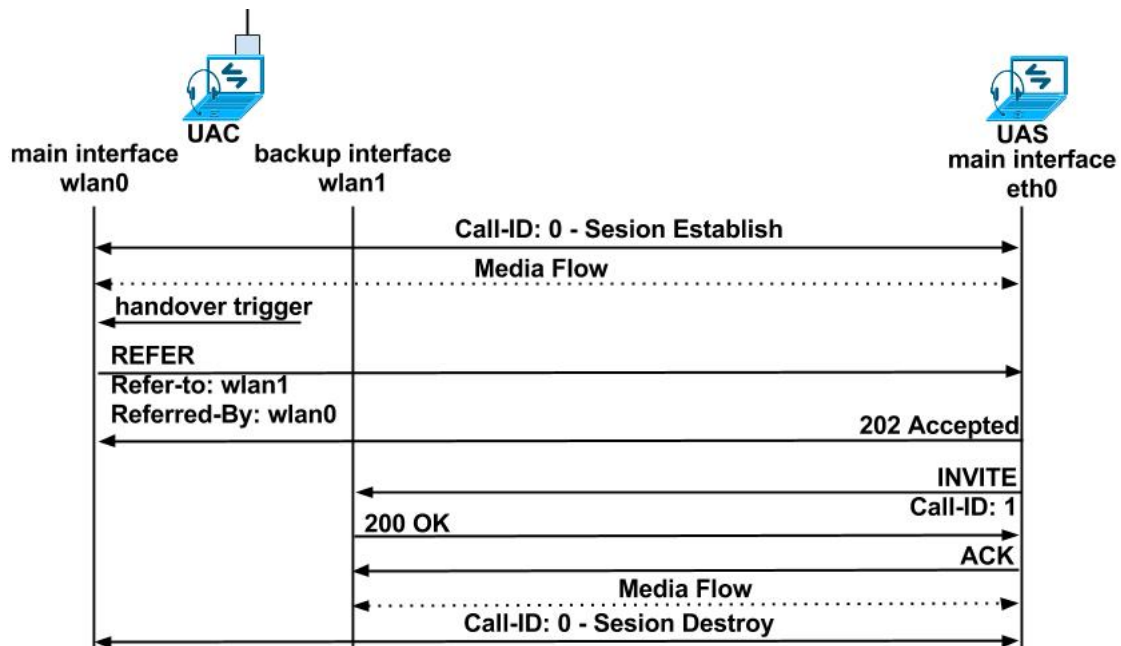 UAC
UAS
main interface
wlan0
backup interface
wlan1
main interface
eth0
Call-ID: 0 - Sesion Establish
Media Flow
handover trigger
REFER
Refer-to: wlan1
Referred-By: wlan0
202 Accepted
INVITE
Call-ID: 1
200 OK
ACK
Media Flow
Call-ID: 0 - Sesion Destroy